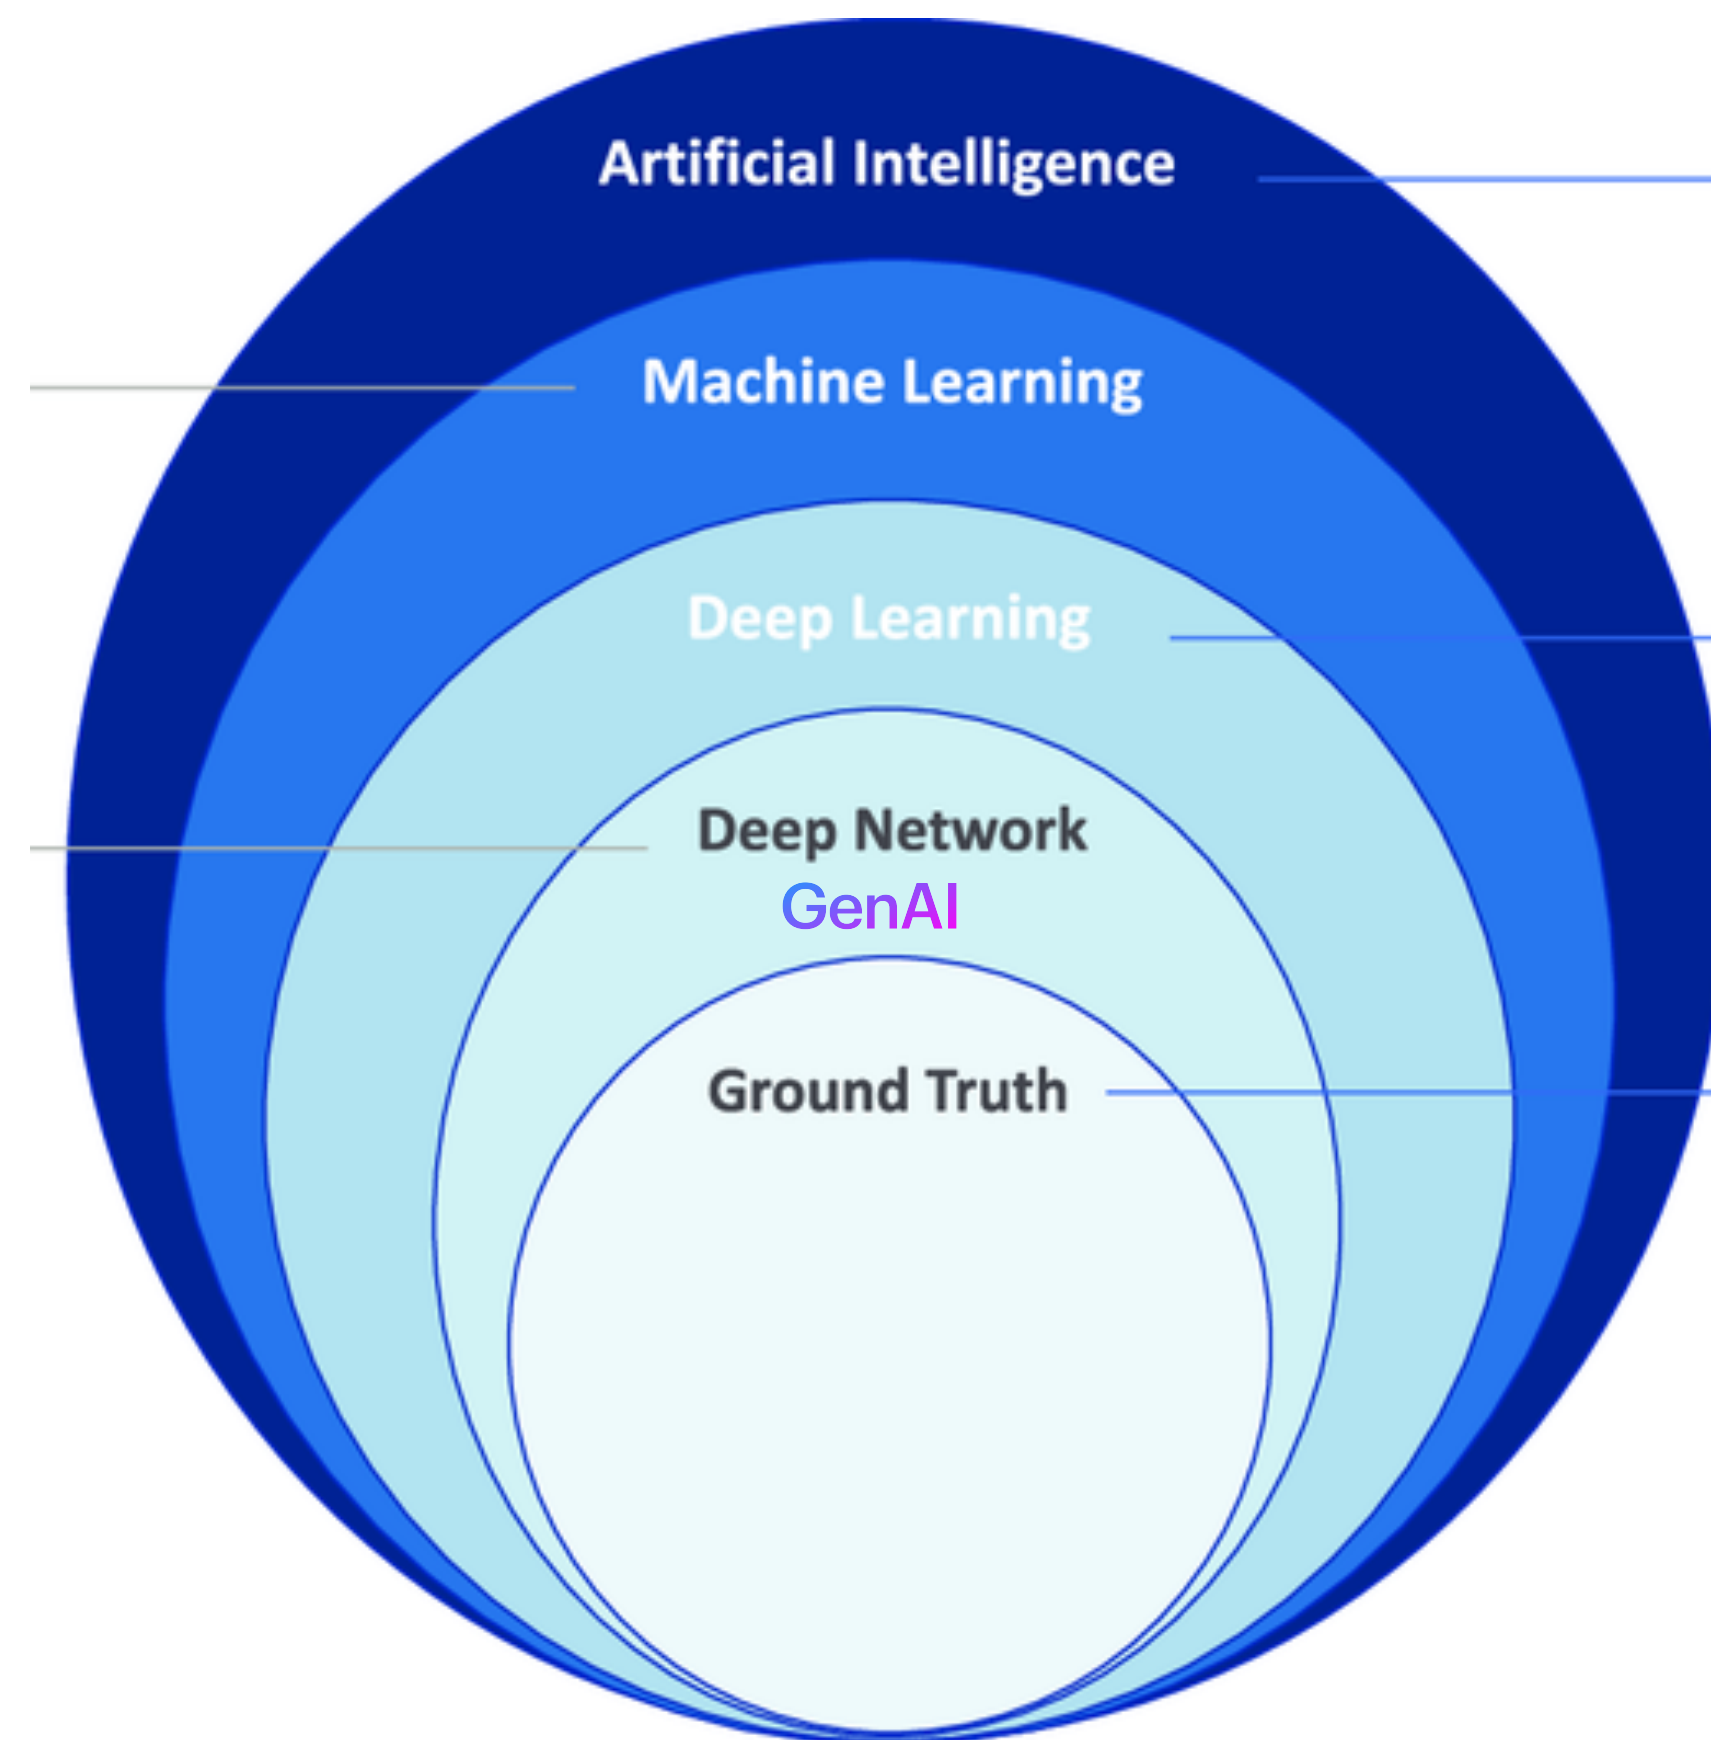 Artificial Intelligence
Machine Learning
Deep Learning
Deep Network
GenAI
Ground Truth